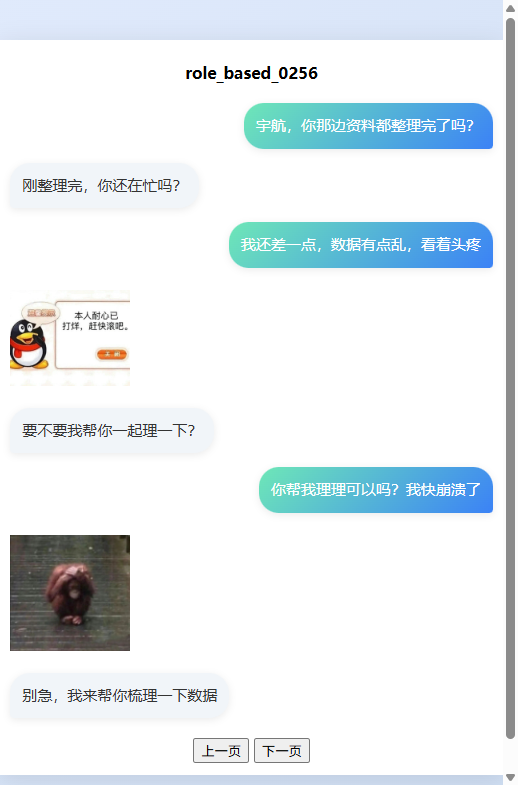 role_based_0256
宇航，你那边资料都整理完了吗？
刚整理完，你还在忙吗？
我还差一点，数据有点乱，看着头疼
本人耐心已
打烊，赶快滚吧。
要不要我帮你一起理一下？
你帮我理理可以吗？我快崩溃了
别急，我来帮你梳理一下数据
上一页 下一页